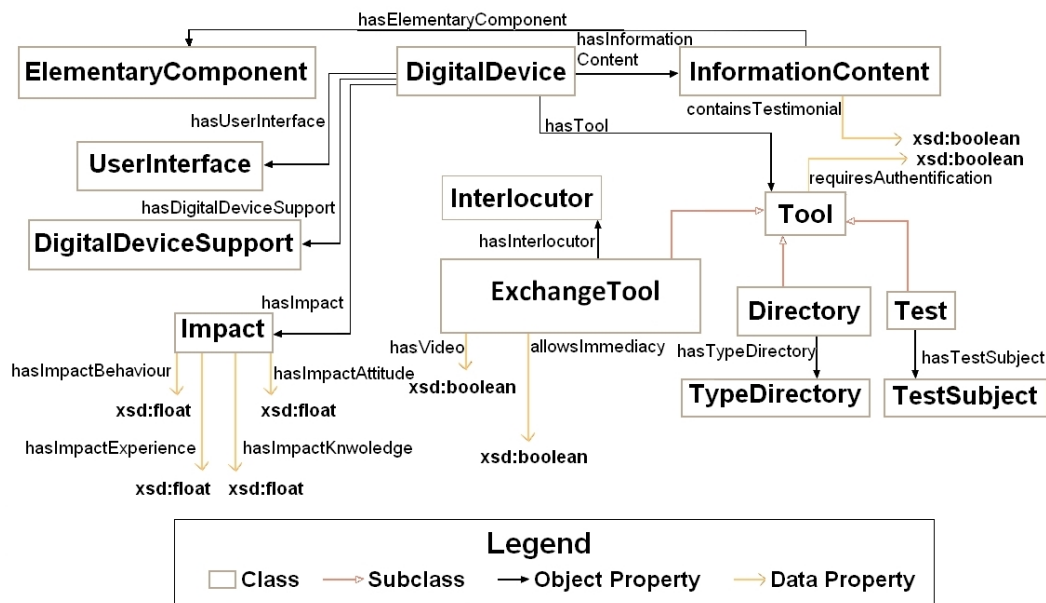 hasElementaryComponent
ElementaryComponent
DigitalDevice
hasInformation
Content
InformationContent
hasUserInterface
hasTool
containsTestimonial
xsd:boolean
xsd:boolean
requiresAuthentification
UserInterface
Interlocutor
Tool
hasDigitalDeviceSupport
DigitalDeviceSupport
hasInterlocutor
ExchangeTool
hasImpact
Impact
Directory
Test
hasVideo
allowsImmediacy
hasTypeDirectory
hasTestSubject
hasImpactBehaviour
hasImpactAttitude
xsd:boolean
TypeDirectory
TestSubject
xsd:float
xsd:float
hasImpactExperience
hasImpactKnwoledge
xsd:boolean
xsd:float
xsd:float
Legend
Class
Subclass
Object Property
Data Property